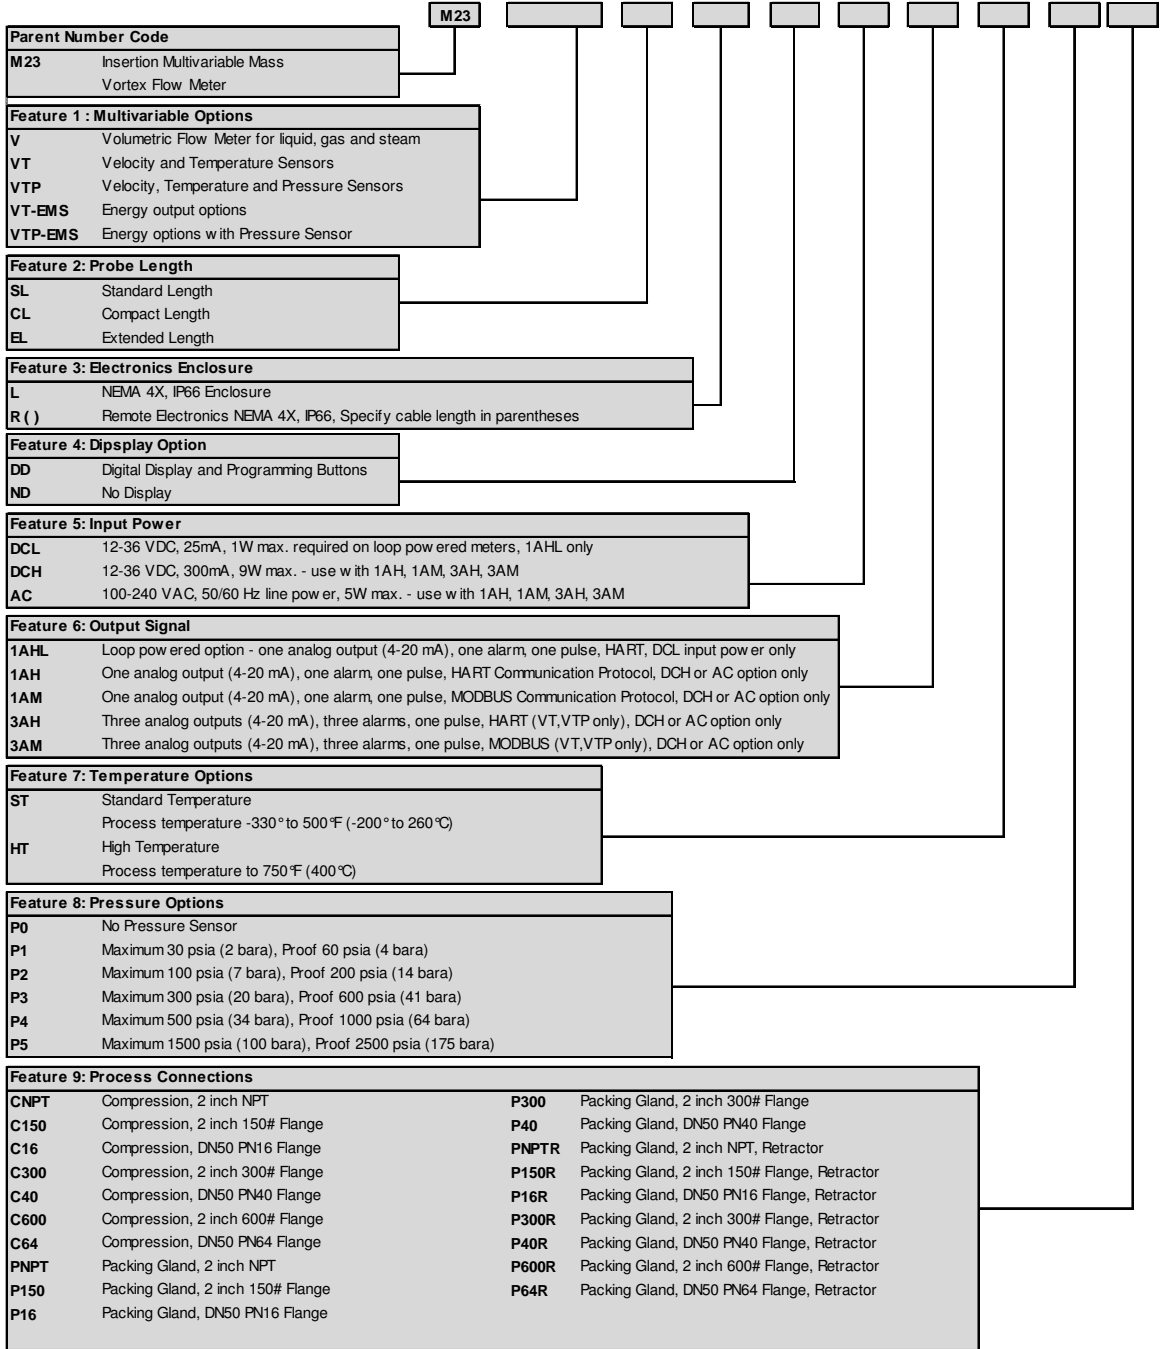 M23
Parent Number Code
M23 Insertion Multivariable Mass
Vortex Flow Meter
Feature 1 : Multivariable Options
V Volumetric Flow Meter for liquid, gas and steam
VT Velocity and Temperature Sensors
VTP Velocity, Temperature and Pressure Sensors
VT-EMS Energy output options
VTP-EMS Energy options with Pressure Sensor
Feature 2: Probe Length
SL Standard Length
CL Compact Length
EL Extended Length
Feature 3: Electronics Enclosure
L NEMA 4X, IP66 Enclosure
R ( ) Remote Electronics NEMA 4X, IP66, Specify cable length in parentheses
Feature 4: Dipsplay Option
DD Digital Display and Programming Buttons
ND No Display
Feature 5: Input Power
DCL 12-36 VDC, 25mA, 1W max. required on loop powered meters, 1AHL only
DCH 12-36 VDC, 300mA, 9W max. - use with 1AH, 1AM, 3AH, 3AM
AC 100-240 VAC, 50/60 Hz line power, 5W max. - use with 1AH, 1AM, 3AH, 3AM
Feature 6: Output Signal
1AHL Loop powered option - one analog output (4-20 mA), one alarm, one pulse, HART, DCL input power only
1AH One analog output (4-20 mA), one alarm, one pulse, HART Communication Protocol, DCH or AC option only
1AM One analog output (4-20 mA), one alarm, one pulse, MODBUS Communication Protocol, DCH or AC option only
3AH Three analog outputs (4-20 mA), three alarms, one pulse, HART (VT,VTP only), DCH or AC option only
3AM Three analog outputs (4-20 mA), three alarms, one pulse, MODBUS (VT,VTP only), DCH or AC option only
Feature 7: Temperature Options
ST Standard Temperature
Process temperature -330° to 500°F (-200° to 260°C)
HT High Temperature
Process temperature to 750°F (400°C)
Feature 8: Pressure Options
P0 No Pressure Sensor
P1 Maximum 30 psia (2 bara), Proof 60 psia (4 bara)
P2 Maximum 100 psia (7 bara), Proof 200 psia (14 bara)
P3 Maximum 300 psia (20 bara), Proof 600 psia (41 bara)
P4 Maximum 500 psia (34 bara), Proof 1000 psia (64 bara)
P5 Maximum 1500 psia (100 bara), Proof 2500 psia (175 bara)
Feature 9: Process Connections
CNPT Compression, 2 inch NPT P300 Packing Gland, 2 inch 300# Flange
C150 Compression, 2 inch 150# Flange P40 Packing Gland, DN50 PN40 Flange
C16 Compression, DN50 PN16 Flange PNPTR Packing Gland, 2 inch NPT, Retractor
C300 Compression, 2 inch 300# Flange P150R Packing Gland, 2 inch 150# Flange, Retractor
C40 Compression, DN50 PN40 Flange P16R Packing Gland, DN50 PN16 Flange, Retractor
C600 Compression, 2 inch 600# Flange P300R Packing Gland, 2 inch 300# Flange, Retractor
C64 Compression, DN50 PN64 Flange P40R Packing Gland, DN50 PN40 Flange, Retractor
PNPT Packing Gland, 2 inch NPT P600R Packing Gland, 2 inch 600# Flange, Retractor
P150 Packing Gland, 2 inch 150# Flange P64R Packing Gland, DN50 PN64 Flange, Retractor
P16 Packing Gland, DN50 PN16 Flange